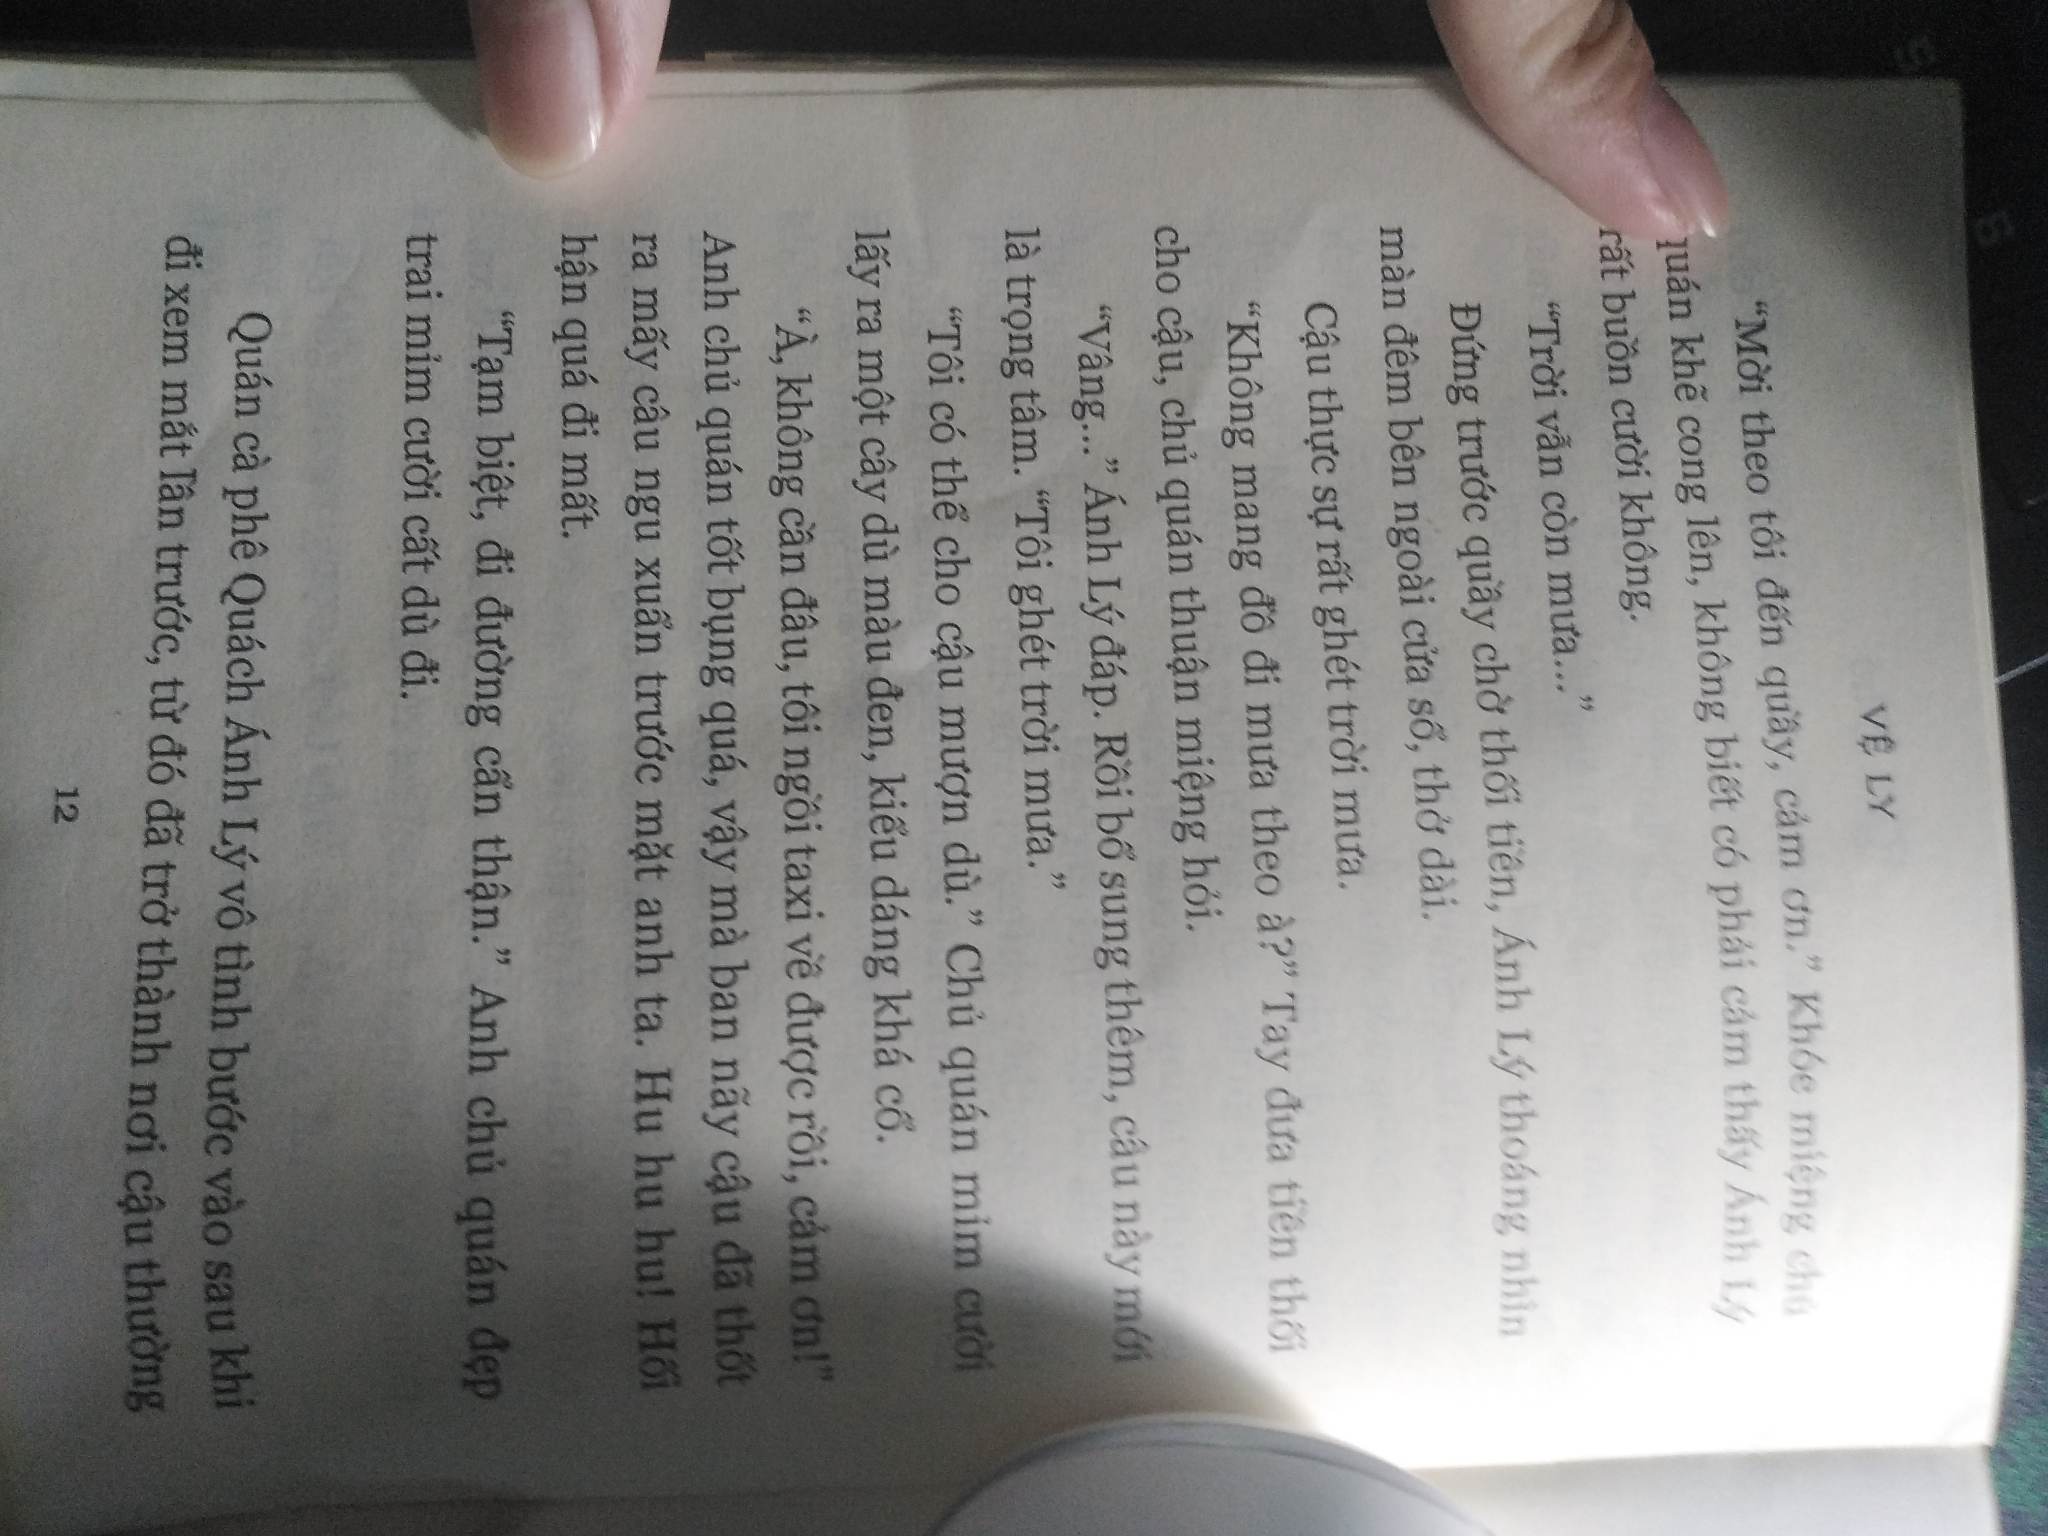 VỆ LY
“Mời theo tôi đến quầy, cảm ơn.” Khóe miệng chủ
quán khẽ cong lên, không biết có phải cảm thấy Ánh Lý
rất buồn cười không.
“Trời vẫn còn mưa...”
Đứng trước quầy chờ thối tiền, Ánh Lý thoáng nhìn
màn đêm bên ngoài cửa sổ, thở dài.
Cậu thực sự rất ghét trời mưa.
“Không mang đồ đi mưa theo à?” Tay đưa tiền thối
cho cậu, chủ quán thuận miệng hỏi.
“Vâng...” Ánh Lý đáp. Rồi bổ sung thêm, câu này mới
là trọng tâm. “Tôi ghét trời mưa.”
“Tôi có thể cho cậu mượn dù.” Chủ quán mỉm cười
lấy ra một cây dù màu đen, kiểu dáng khá cổ.
“À, không cần đâu, tôi ngồi taxi về được rồi, cảm ơn!”
Anh chủ quán tốt bụng quá, vậy mà ban nãy cậu đã thốt
ra mấy câu ngu xuẩn trước mặt anh ta. Hu hu hu! Hối
hận quá đi mất.
“Tạm biệt, đi đường cẩn thận.” Anh chủ quán đẹp
trai mỉm cười cất dù đi.
Quán cà phê Quách Ánh Lý vô tình bước vào sau khi
đi xem mắt lần trước, từ đó đã trở thành nơi cậu thường
12